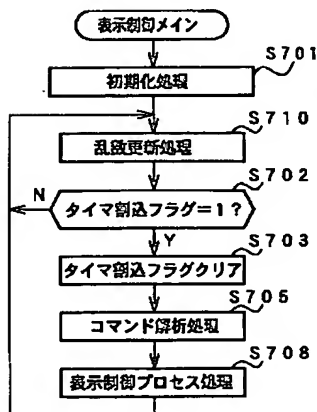 表示制御メイン
S701
初期化処理
S710
乱数更新処理
S702
N
タイマ割込フラグ=1?
Y
S703
タイマ割込フラグクリア
S705
コマンド解析処理
S708
表示制御プロセス処理